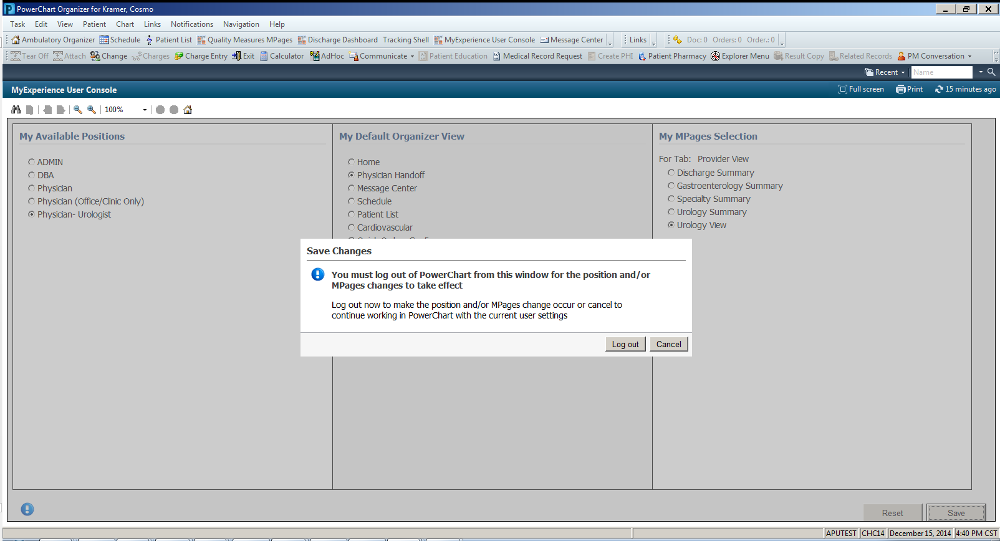 PowerChart Organizer for Kramer, Cosmo
Task Edit View Patient Chart Links Notifications Navigation Help
Ambulatory Organizer Schedule Patient List Quality Measures MPages Discharge Dashboard Tracking Shell MyExperience User Console Message Center Links Doc: 0 Orders: 0 Order.: 0
Tear Off Attach Change Charges Charge Entry Exit Calculator AdHoc Communicate Patient Education Medical Record Request Create PHI Patient Pharmacy Explorer Menu Result Copy Related Records PM Conversation
Recent Name
MyExperience User Console Full screen Print 15 minutes ago
100%
My Available Positions
ADMIN
DBA
Physician
Physician (Office/Clinic Only)
Physician- Urologist
My Default Organizer View
Home
Physician Handoff
Message Center
Schedule
Patient List
Cardiovascular
My MPages Selection
For Tab: Provider View
Discharge Summary
Gastroenterology Summary
Specialty Summary
Urology Summary
Urology View
Save Changes
You must log out of PowerChart from this window for the position and/or
MPages changes to take effect
Log out now to make the position and/or MPages change occur or cancel to
continue working in PowerChart with the current user settings
Log out Cancel
Reset Save
APUTEST CHC14 December 15, 2014 4:40 PM CST